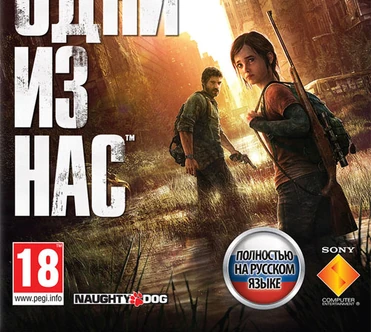 ОДНИ
ИЗ
НАС™
18
www.pegi.info
NAUGHTY DOG
ПОЛНОСТЬЮ
НА РУССКОМ
ЯЗЫКЕ
SONY
COMPUTER
ENTERTAINMENT